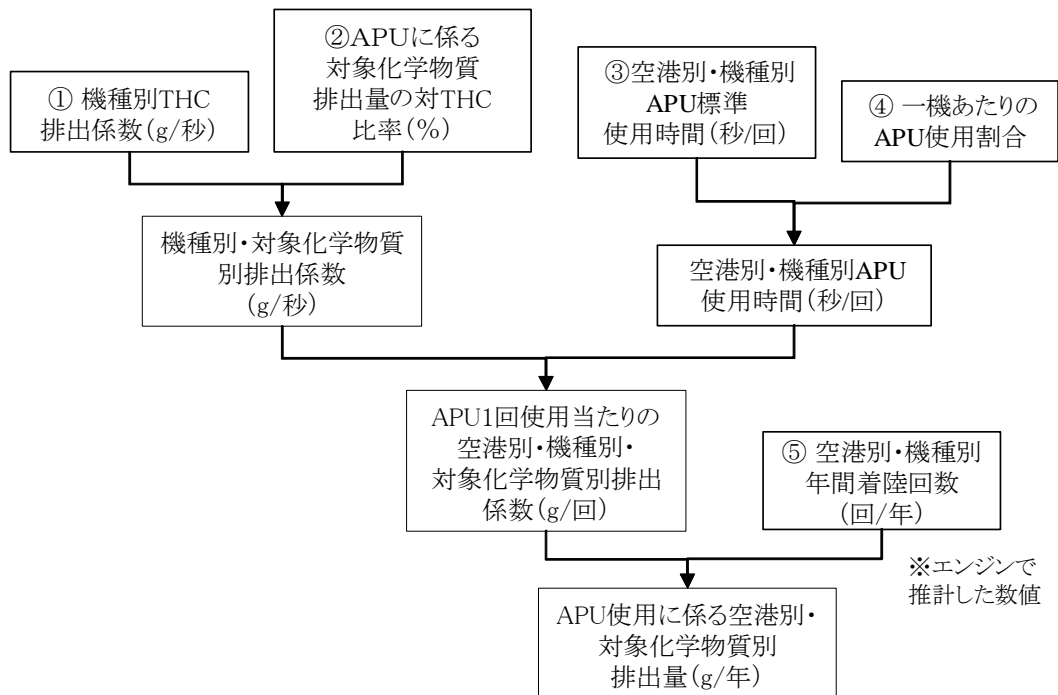 ① 機種別THC
排出係数(g/秒)
②APUに係る
対象化学物質
排出量の対THC
比率(%)
③空港別・機種別
APU標準
使用時間(秒/回)
④ 一機あたりの
APU使用割合
機種別・対象化学物質
別排出係数
(g/秒)
空港別・機種別APU
使用時間(秒/回)
APU1回使用当たりの
空港別・機種別・
対象化学物質別排出
係数(g/回)
⑤ 空港別・機種別
年間着陸回数
(回/年)
※エンジンで
推計した数値
APU使用に係る空港別・
対象化学物質別
排出量(g/年)